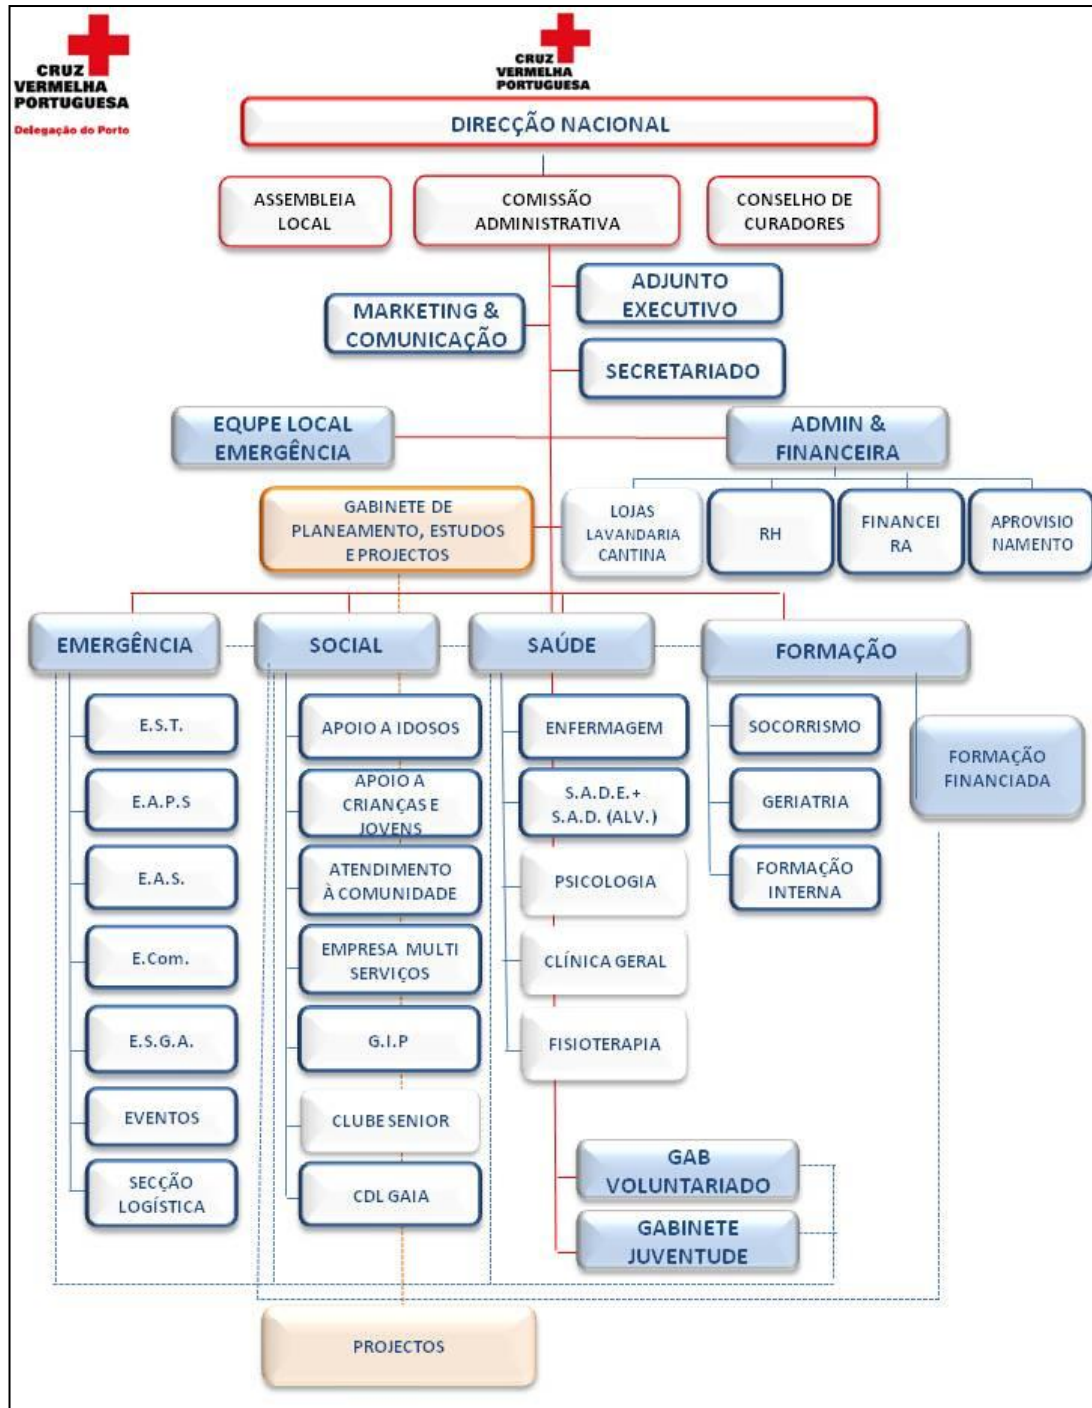 CRUZ
VERMELHA
PORTUGUESA
Delegação do Porto
CRUZ
VERMELHA
PORTUGUESA
DIRECÇÃO NACIONAL
ASSEMBLEIA
LOCAL
COMISSÃO
ADMINISTRATIVA
CONSELHO DE
CURADORES
ADJUNTO
EXECUTIVO
MARKETING &
COMUNICAÇÃO
SECRETARIADO
EQUPE LOCAL
EMERGÊNCIA
ADMIN &
FINANCEIRA
GABINETE DE
PLANEAMENTO, ESTUDOS
E PROJECTOS
LOJAS
LAVANDARIA
CANTINA
RH
FINANCEI
RA
APROVISIO
NAMENTO
EMERGÊNCIA
SOCIAL
SAÚDE
FORMAÇÃO
E.S.T.
E.A.P.S
E.A.S.
E.Com.
E.S.G.A.
EVENTOS
SECÇÃO
LOGÍSTICA
APOIO A IDOSOS
APOIO A
CRIANÇAS E
JOVENS
ATENDIMENTO
À COMUNIDADE
EMPRESA MULTI
SERVIÇOS
G.I.P
CLUBE SENIOR
CDL GAIA
ENFERMAGEM
S.A.D.E.+
S.A.D. (ALV.)
PSICOLOGIA
CLÍNICA GERAL
FISIOTERAPIA
SOCORRISMO
GERIATRIA
FORMAÇÃO
INTERNA
FORMAÇÃO
FINANCIADA
GAB
VOLUNTARIADO
GABINETE
JUVENTUDE
PROJECTOS